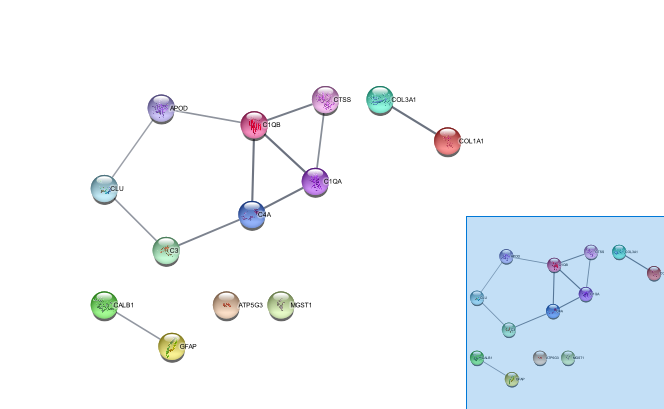 CTSS
COL3A1
APOD
C1QB
COL1A1
C1QA
CLU
C4A
C3
CALB1
ATP5G3
MGST1
GFAP